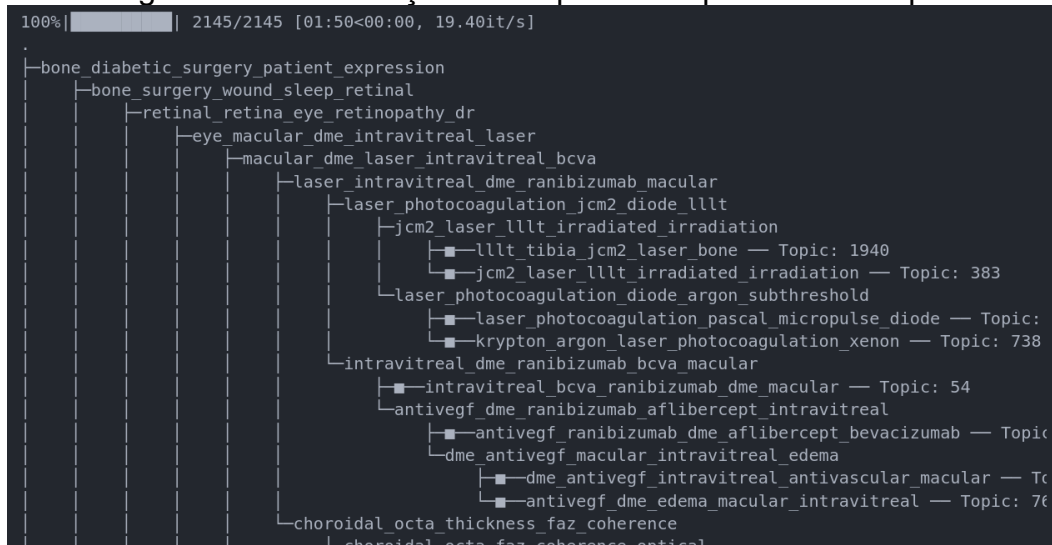 100%|██████████| 2145/2145 [01:50<00:00, 19.40it/s]
.
├─bone_diabetic_surgery_patient_expression
│    ├─bone_surgery_wound_sleep_retinal
│    │    ├─retinal_retina_eye_retinopathy_dr
│    │    │    ├─eye_macular_dme_intravitreal_laser
│    │    │    │    ├─macular_dme_laser_intravitreal_bcva
│    │    │    │    │    ├─laser_intravitreal_dme_ranibizumab_macular
│    │    │    │    │    │    ├─laser_photocoagulation_jcm2_diode_lllt
│    │    │    │    │    │    │    ├─jcm2_laser_lllt_irradiated_irradiation
│    │    │    │    │    │    │    │    ├─■──lllt_tibia_jcm2_laser_bone ── Topic: 1940
│    │    │    │    │    │    │    │    └─■──jcm2_laser_lllt_irradiated_irradiation ── Topic: 383
│    │    │    │    │    │    │    └─laser_photocoagulation_diode_argon_subthreshold
│    │    │    │    │    │    │         ├─■──laser_photocoagulation_pascal_micropulse_diode ── Topic:
│    │    │    │    │    │    │         └─■──krypton_argon_laser_photocoagulation_xenon ── Topic: 738
│    │    │    │    │    │    └─intravitreal_dme_ranibizumab_bcva_macular
│    │    │    │    │    │         ├─■──intravitreal_bcva_ranibizumab_dme_macular ── Topic: 54
│    │    │    │    │    │         └─antivegf_dme_ranibizumab_aflibercept_intravitreal
│    │    │    │    │    │              ├─■──antivegf_ranibizumab_dme_aflibercept_bevacizumab ──
│    │    │    │    │    │              └─dme_antivegf_macular_intravitreal_edema
│    │    │    │    │    │                   ├─■──dme_antivegf_intravitreal_antivascular_macular ──
│    │    │    │    │    │                   └─■──antivegf_dme_edema_macular_intravitreal ── Topic: 76
│    │    │    │    │    └─choroidal_octa_thickness_faz_coherence